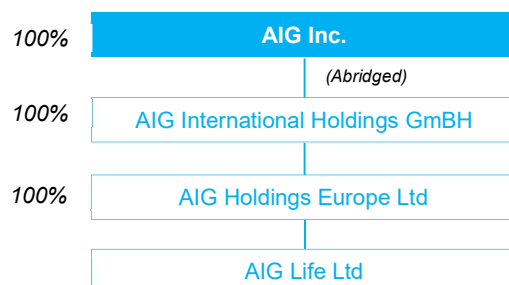 100% AIG Inc.
(Abridged)
100% AIG International Holdings GmBH
100% AIG Holdings Europe Ltd
AIG Life Ltd